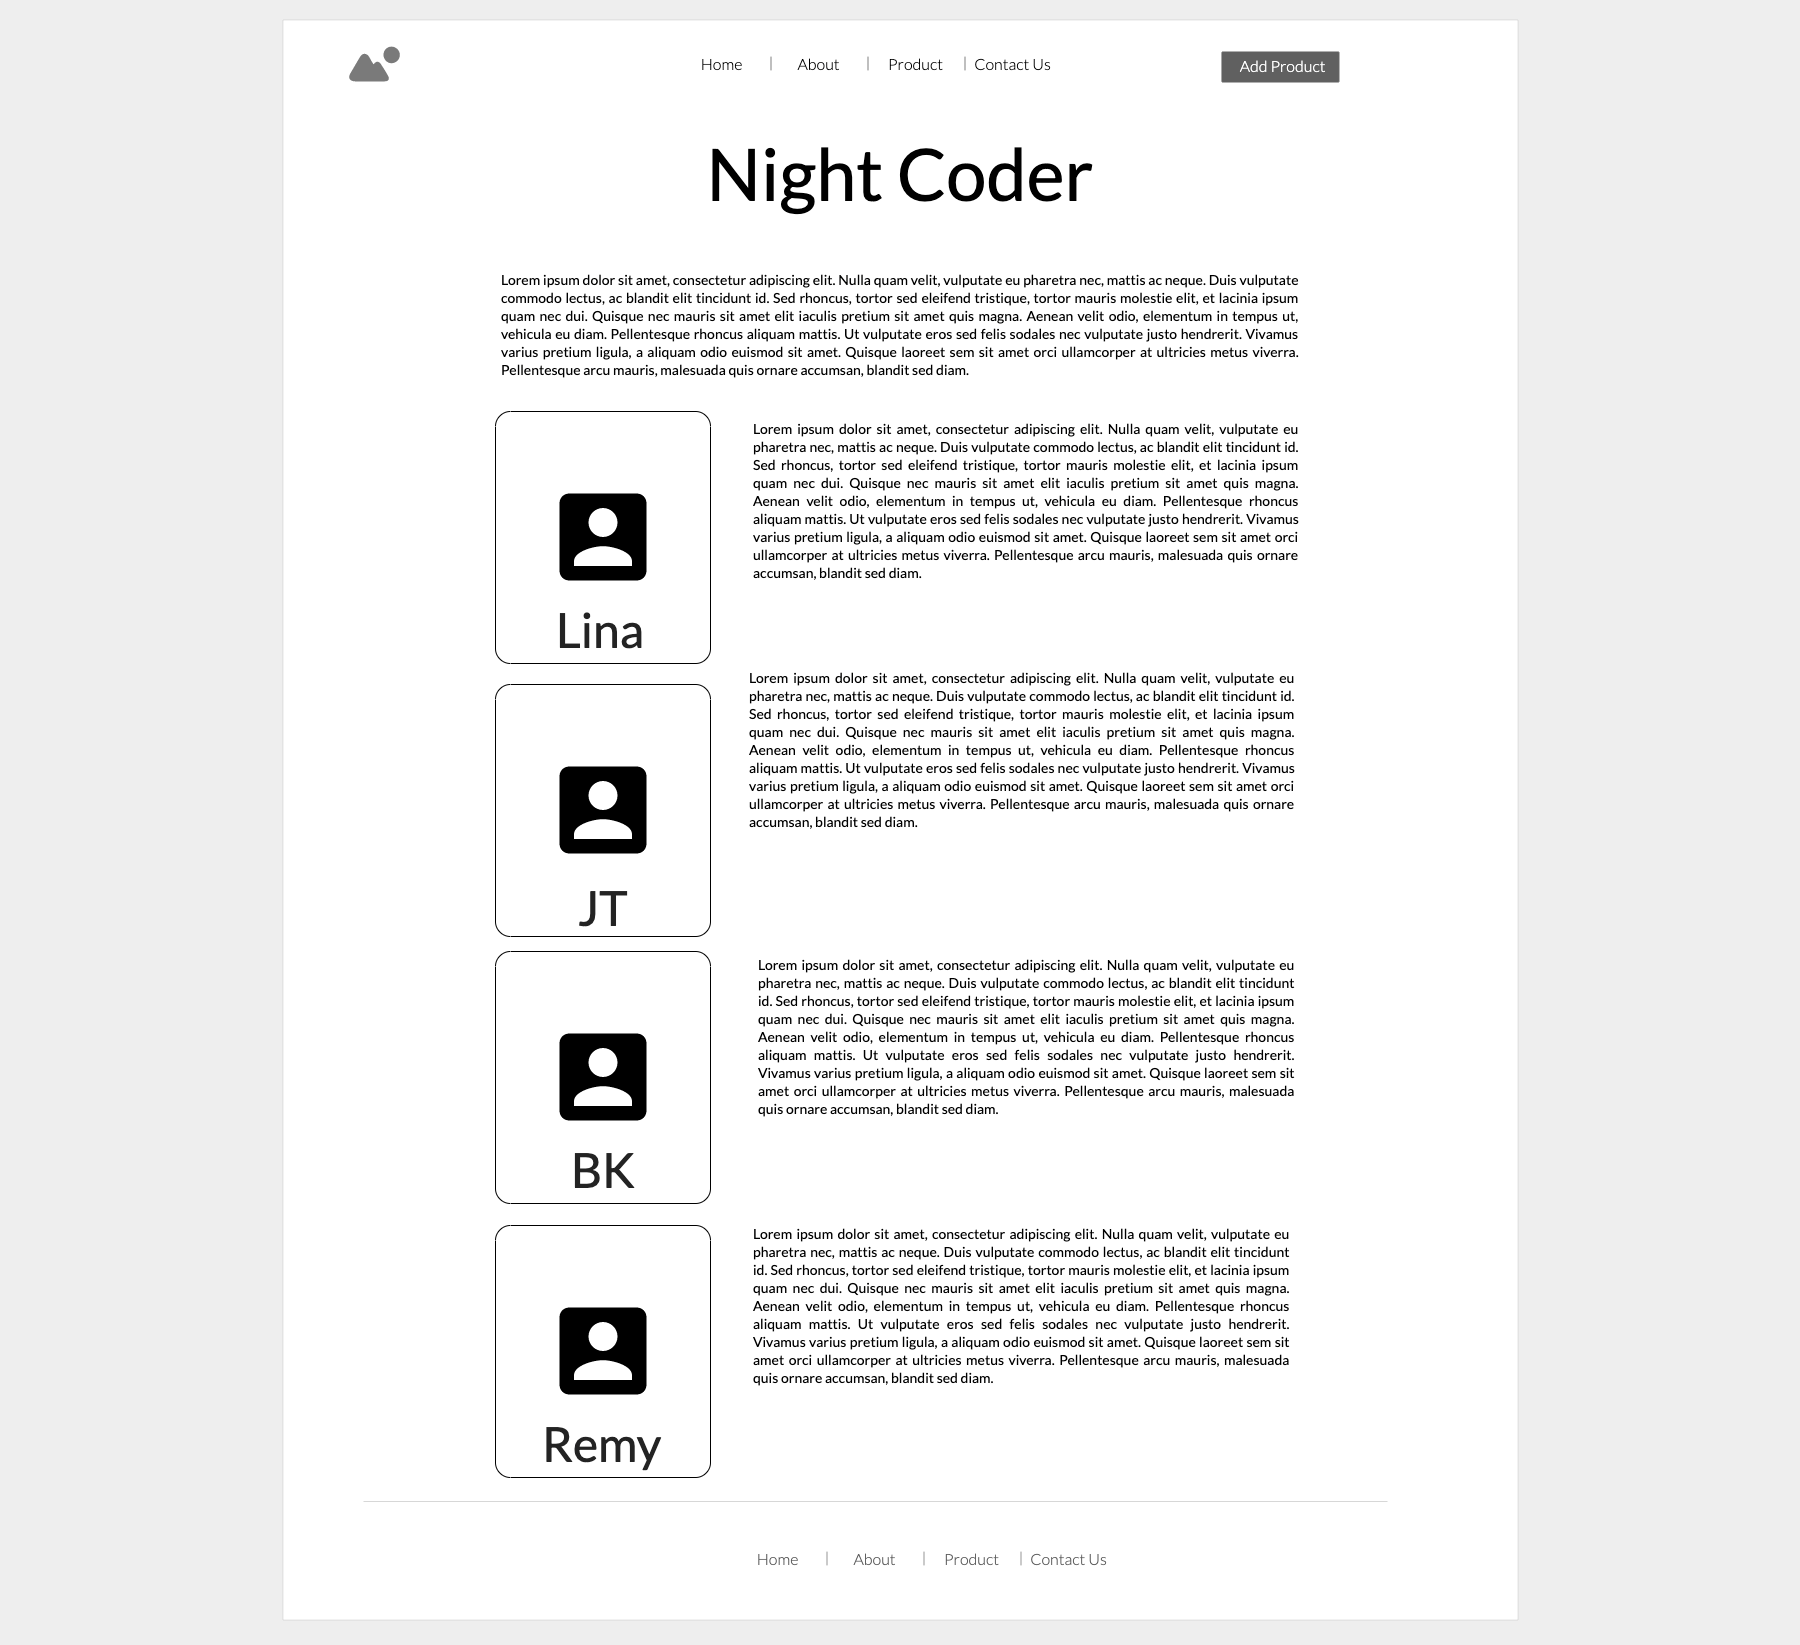 Home | About | Product | Contact Us Add Product
Night Coder
Lorem ipsum dolor sit amet, consectetur adipiscing elit. Nulla quam velit, vulputate eu pharetra nec, mattis ac neque. Duis vulputate
commodo lectus, ac blandit elit tincidunt id. Sed rhoncus, tortor sed eleifend tristique, tortor mauris molestie elit, et lacinia ipsum
quam nec dui. Quisque nec mauris sit amet elit iaculis pretium sit amet quis magna. Aenean velit odio, elementum in tempus ut,
vehicula eu diam. Pellentesque rhoncus aliquam mattis. Ut vulputate eros sed felis sodales nec vulputate justo hendrerit. Vivamus
varius pretium ligula, a aliquam odio euismod sit amet. Quisque laoreet sem sit amet orci ullamcorper at ultricies metus viverra.
Pellentesque arcu mauris, malesuada quis ornare accumsan, blandit sed diam.
Lina
Lorem ipsum dolor sit amet, consectetur adipiscing elit. Nulla quam velit, vulputate eu
pharetra nec, mattis ac neque. Duis vulputate commodo lectus, ac blandit elit tincidunt id.
Sed rhoncus, tortor sed eleifend tristique, tortor mauris molestie elit, et lacinia ipsum
quam nec dui. Quisque nec mauris sit amet elit iaculis pretium sit amet quis magna.
Aenean velit odio, elementum in tempus ut, vehicula eu diam. Pellentesque rhoncus
aliquam mattis. Ut vulputate eros sed felis sodales nec vulputate justo hendrerit. Vivamus
varius pretium ligula, a aliquam odio euismod sit amet. Quisque laoreet sem sit amet orci
ullamcorper at ultricies metus viverra. Pellentesque arcu mauris, malesuada quis ornare
accumsan, blandit sed diam.
JT
Lorem ipsum dolor sit amet, consectetur adipiscing elit. Nulla quam velit, vulputate eu
pharetra nec, mattis ac neque. Duis vulputate commodo lectus, ac blandit elit tincidunt id.
Sed rhoncus, tortor sed eleifend tristique, tortor mauris molestie elit, et lacinia ipsum
quam nec dui. Quisque nec mauris sit amet elit iaculis pretium sit amet quis magna.
Aenean velit odio, elementum in tempus ut, vehicula eu diam. Pellentesque rhoncus
aliquam mattis. Ut vulputate eros sed felis sodales nec vulputate justo hendrerit. Vivamus
varius pretium ligula, a aliquam odio euismod sit amet. Quisque laoreet sem sit amet orci
ullamcorper at ultricies metus viverra. Pellentesque arcu mauris, malesuada quis ornare
accumsan, blandit sed diam.
BK
Lorem ipsum dolor sit amet, consectetur adipiscing elit. Nulla quam velit, vulputate eu
pharetra nec, mattis ac neque. Duis vulputate commodo lectus, ac blandit elit tincidunt
id. Sed rhoncus, tortor sed eleifend tristique, tortor mauris molestie elit, et lacinia ipsum
quam nec dui. Quisque nec mauris sit amet elit iaculis pretium sit amet quis magna.
Aenean velit odio, elementum in tempus ut, vehicula eu diam. Pellentesque rhoncus
aliquam mattis. Ut vulputate eros sed felis sodales nec vulputate justo hendrerit.
Vivamus varius pretium ligula, a aliquam odio euismod sit amet. Quisque laoreet sem sit
amet orci ullamcorper at ultricies metus viverra. Pellentesque arcu mauris, malesuada
quis ornare accumsan, blandit sed diam.
Remy
Lorem ipsum dolor sit amet, consectetur adipiscing elit. Nulla quam velit, vulputate eu
pharetra nec, mattis ac neque. Duis vulputate commodo lectus, ac blandit elit tincidunt
id. Sed rhoncus, tortor sed eleifend tristique, tortor mauris molestie elit, et lacinia ipsum
quam nec dui. Quisque nec mauris sit amet elit iaculis pretium sit amet quis magna.
Aenean velit odio, elementum in tempus ut, vehicula eu diam. Pellentesque rhoncus
aliquam mattis. Ut vulputate eros sed felis sodales nec vulputate justo hendrerit.
Vivamus varius pretium ligula, a aliquam odio euismod sit amet. Quisque laoreet sem sit
amet orci ullamcorper at ultricies metus viverra. Pellentesque arcu mauris, malesuada
quis ornare accumsan, blandit sed diam.
Home | About | Product | Contact Us